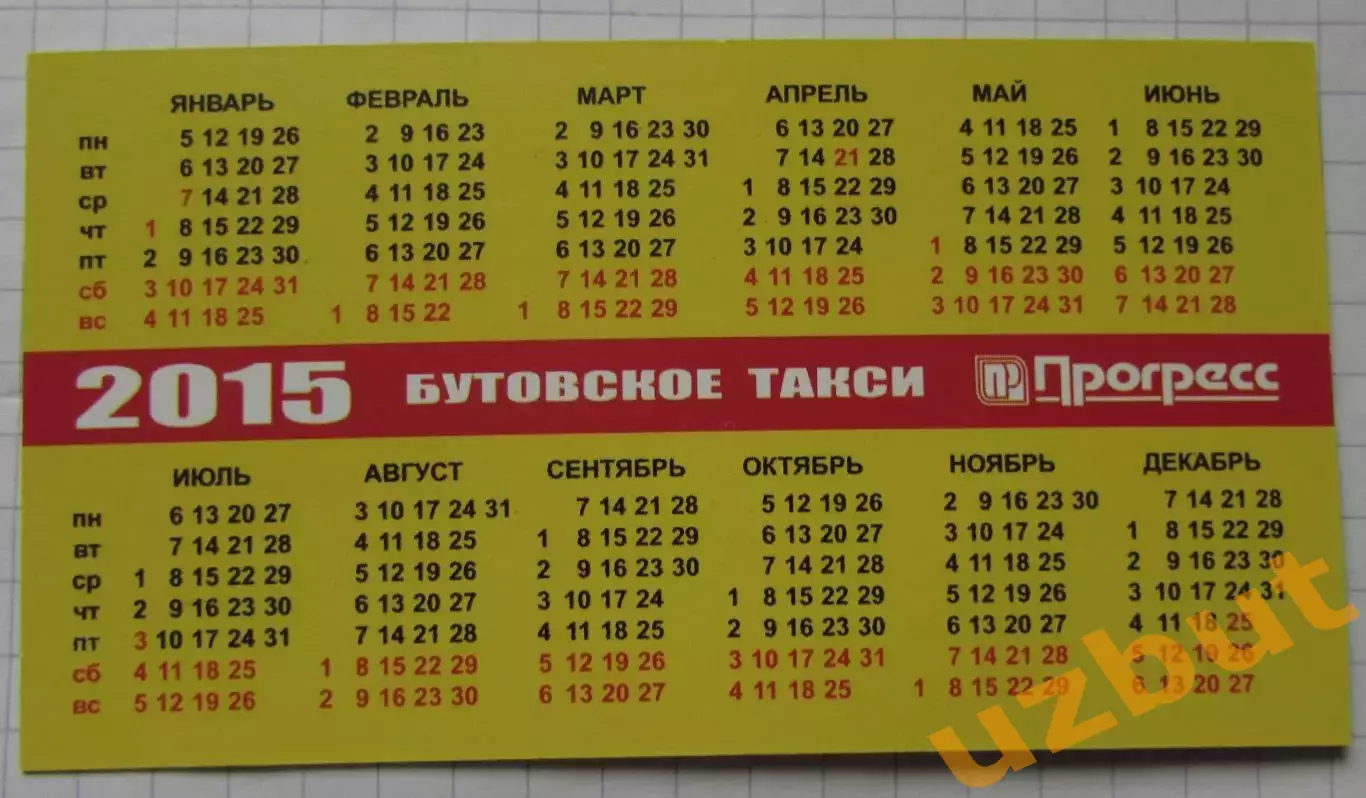 ЯНВАРЬ ФЕВРАЛЬ МАРТ АПРЕЛЬ МАЙ ИЮНЬ
пн 5 12 19 26 2 9 16 23 2 9 16 23 30 6 13 20 27 4 11 18 25 1 8 15 22 29
вт 6 13 20 27 3 10 17 24 3 10 17 24 31 7 14 21 28 5 12 19 26 2 9 16 23 30
ср 7 14 21 28 4 11 18 25 4 11 18 25 1 8 15 22 29 6 13 20 27 3 10 17 24
чт 1 8 15 22 29 5 12 19 26 5 12 19 26 2 9 16 23 30 7 14 21 28 4 11 18 25
пт 2 9 16 23 30 6 13 20 27 6 13 20 27 3 10 17 24 1 8 15 22 29 5 12 19 26
сб 3 10 17 24 31 7 14 21 28 7 14 21 28 4 11 18 25 2 9 16 23 30 6 13 20 27
вс 4 11 18 25 1 8 15 22 1 8 15 22 29 5 12 19 26 3 10 17 24 31 7 14 21 28
2015 БУТОВСКОЕ ТАКСИ ПР Прогресс
ИЮЛЬ АВГУСТ СЕНТЯБРЬ ОКТЯБРЬ НОЯБРЬ ДЕКАБРЬ
пн 6 13 20 27 3 10 17 24 31 7 14 21 28 5 12 19 26 2 9 16 23 30 7 14 21 28
вт 7 14 21 28 4 11 18 25 1 8 15 22 29 6 13 20 27 3 10 17 24 1 8 15 22 29
ср 1 8 15 22 29 5 12 19 26 2 9 16 23 30 7 14 21 28 4 11 18 25 2 9 16 23 30
чт 2 9 16 23 30 6 13 20 27 3 10 17 24 1 8 15 22 29 5 12 19 26 3 10 17 24 31
пт 3 10 17 24 31 7 14 21 28 4 11 18 25 2 9 16 23 30 6 13 20 27 4 11 18 25
сб 4 11 18 25 1 8 15 22 29 5 12 19 26 3 10 17 24 31 7 14 21 28 5 12 19 26
вс 5 12 19 26 2 9 16 23 30 6 13 20 27 4 11 18 25 1 8 15 22 29 6 13 20 27
uzbut